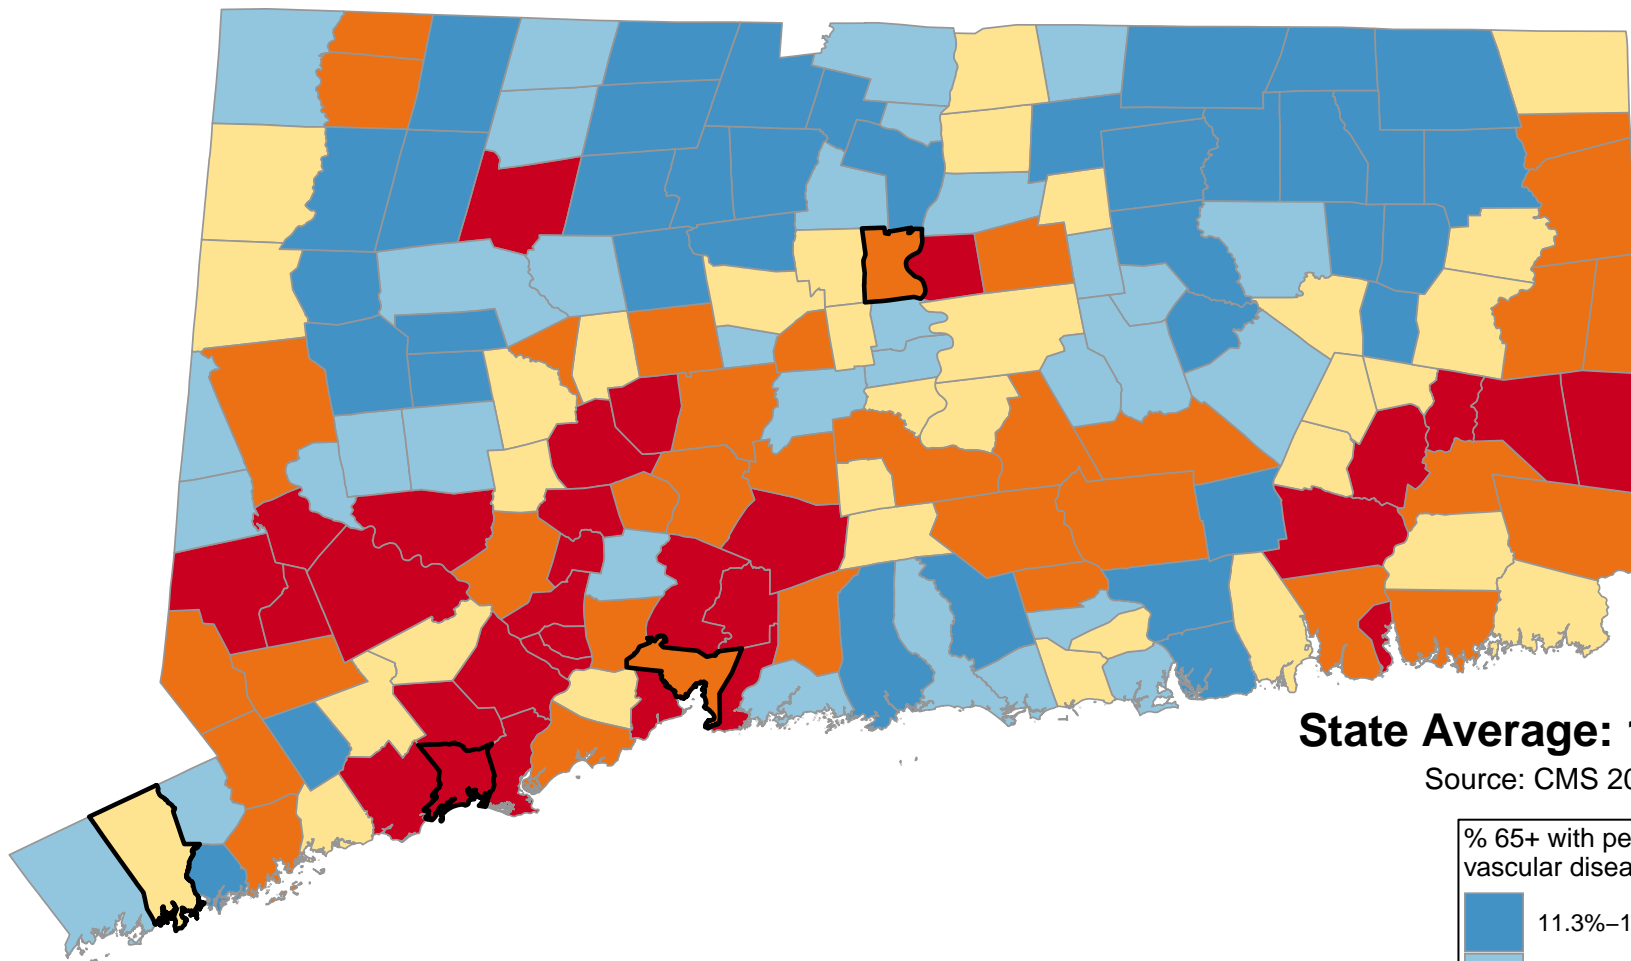 State Average:
Source: CMS 20
% 65+ with pe
vascular disea
11.3%–1